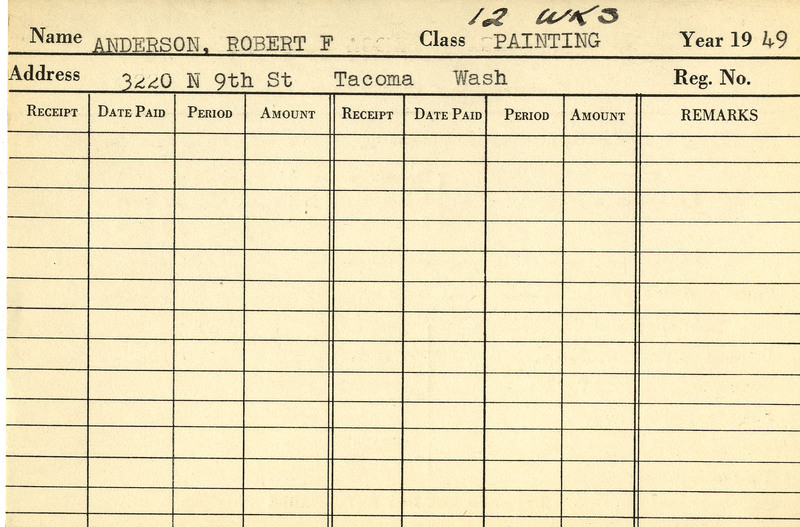 12 WKS
Name ANDERSON, ROBERT F Class PAINTING Year 1949
Address 3220 N 9th St Tacoma Wash Reg. No.
RECEIPT DATE PAID PERIOD AMOUNT RECEIPT DATE PAID PERIOD AMOUNT REMARKS